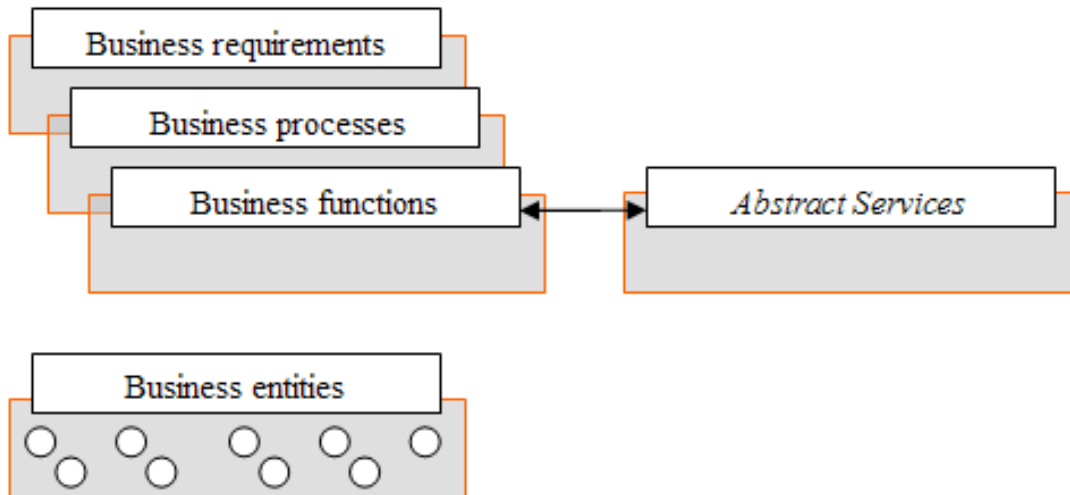 Business requirements
Business processes
Business functions
Abstract Services
Business entities